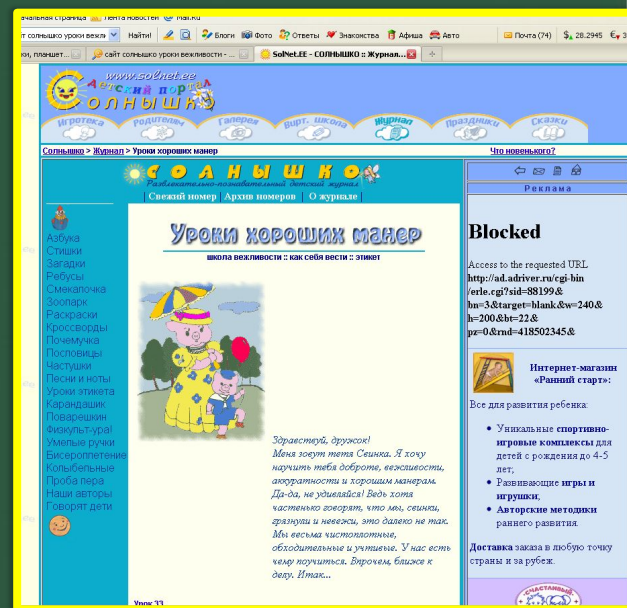 начальная страница Лента новостей @ Mail.Ru
йт солнышко уроки вежли Найти! Блоги Фото Ответы Знакомства Афиша Авто Почта (74) $▲ 28.2945 €▼ 3
ки, планшет... сайт солнышко уроки вежливости - ... SolNet.EE - СОЛНЫШКО :: Журнал...
www.solnet.ee
Детский портал
Солнышко
Игротека Родителям Галерея Вирт. школа Журнал Праздники Сказки
Солнышко > Журнал > Уроки хороших манер Что новенького?
СОЛНЫШКО
Развлекательно-познавательный детский журнал
| Свежий номер | Архив номеров | О журнале |
Реклама
Азбука
Стишки
Загадки
Ребусы
Смекалочка
Зоопарк
Раскраски
Кроссворды
Почемучка
Пословицы
Частушки
Песни и ноты
Уроки этикета
Карандашик
Поварешкин
Физкульт-ура!
Умелые ручки
Бисероплетение
Колыбельные
Проба пера
Наши авторы
Говорят дети
Уроки хороших манер
школа вежливости :: как себя вести :: этикет
Здравствуй, дружок!
Меня зовут тетя Свинка. Я хочу
научить тебя доброте, вежливости,
аккуратности и хорошим манерам.
Да-да, не удивляйся! Ведь хотя
частенько говорят, что мы, свинки,
грязнули и невежи, это далеко не так.
Мы весьма чистоплотные,
обходительные и учтивые. У нас есть
чему поучиться. Впрочем, ближе к
делу. Итак...
Урок 33
Blocked
Access to the requested URL
http://ad.adriver.ru/cgi-bin
/erle.cgi?sid=88199&
bn=3&target=blank&w=240&
h=200&bt=22&
pz=0&rnd=418502345&
Интернет-магазин
«Ранний старт»:
Все для развития ребенка:
• Уникальные спортивно-
игровые комплексы для
детей с рождения до 4-5
лет;
• Развивающие игры и
игрушки;
• Авторские методики
раннего развития.
Доставка заказа в любую точку
страны и за рубеж.
СЧАСТЛИВЫЙ